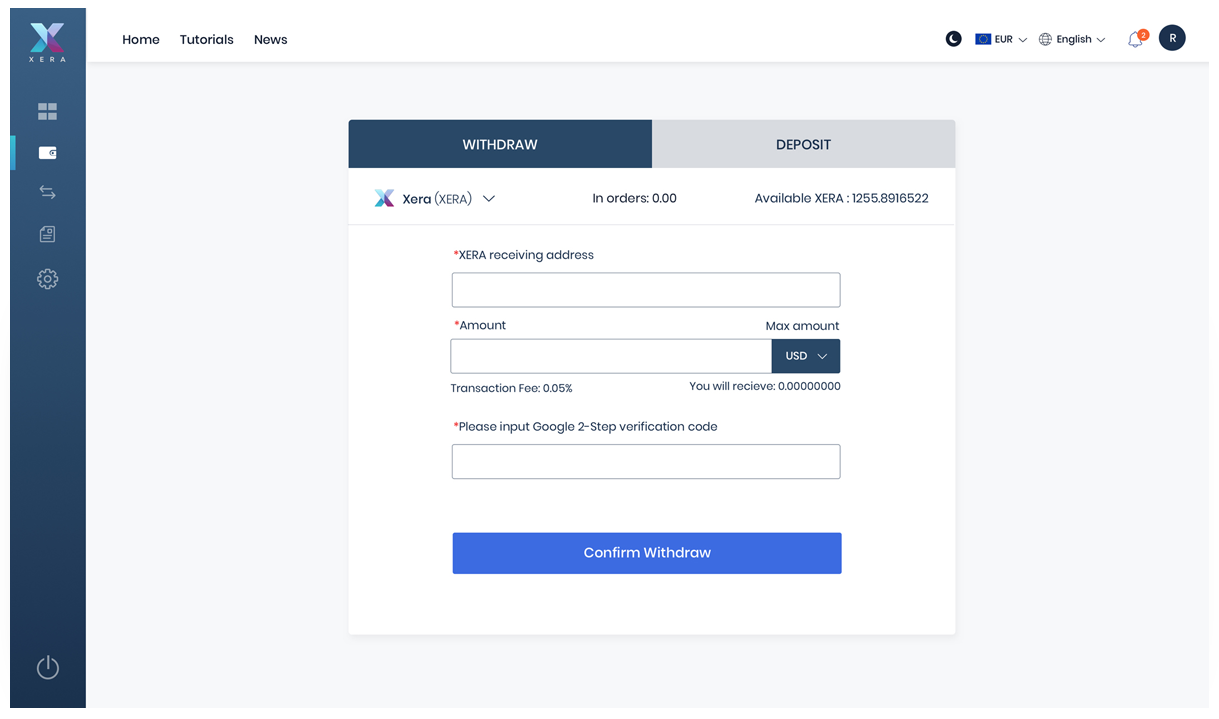 XERA
Home Tutorials News
EUR English 2 R
WITHDRAW DEPOSIT
Xera (XERA) In orders: 0.00 Available XERA : 1255.8916522
*XERA receiving address
*Amount Max amount
USD
Transaction Fee: 0.05% You will recieve: 0.00000000
*Please input Google 2-Step verification code
Confirm Withdraw